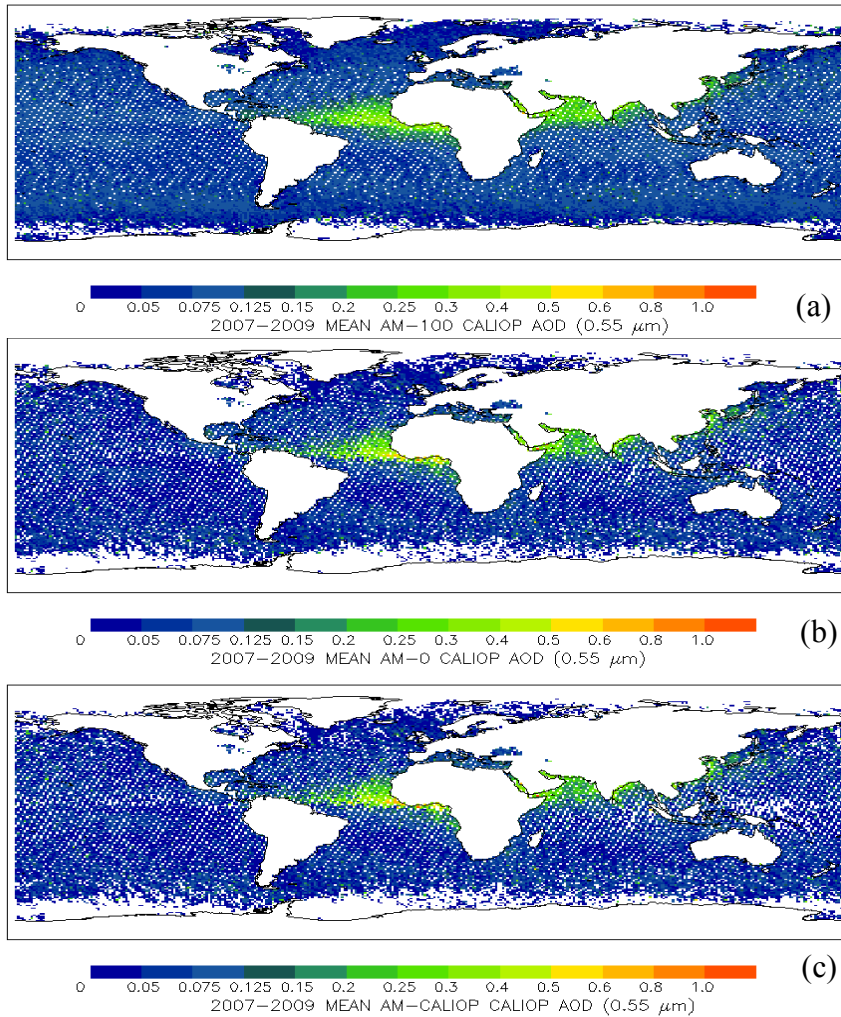 0 0.05 0.075 0.125 0.15 0.2 0.25 0.3 0.4 0.5 0.6 0.8 1.0
2007-2009 MEAN AM-100 CALIOP AOD (0.55 µm)
(a)
0 0.05 0.075 0.125 0.15 0.2 0.25 0.3 0.4 0.5 0.6 0.8 1.0
2007-2009 MEAN AM-0 CALIOP AOD (0.55 µm)
(b)
0 0.05 0.075 0.125 0.15 0.2 0.25 0.3 0.4 0.5 0.6 0.8 1.0
2007-2009 MEAN AM-CALIOP CALIOP AOD (0.55 µm)
(c)